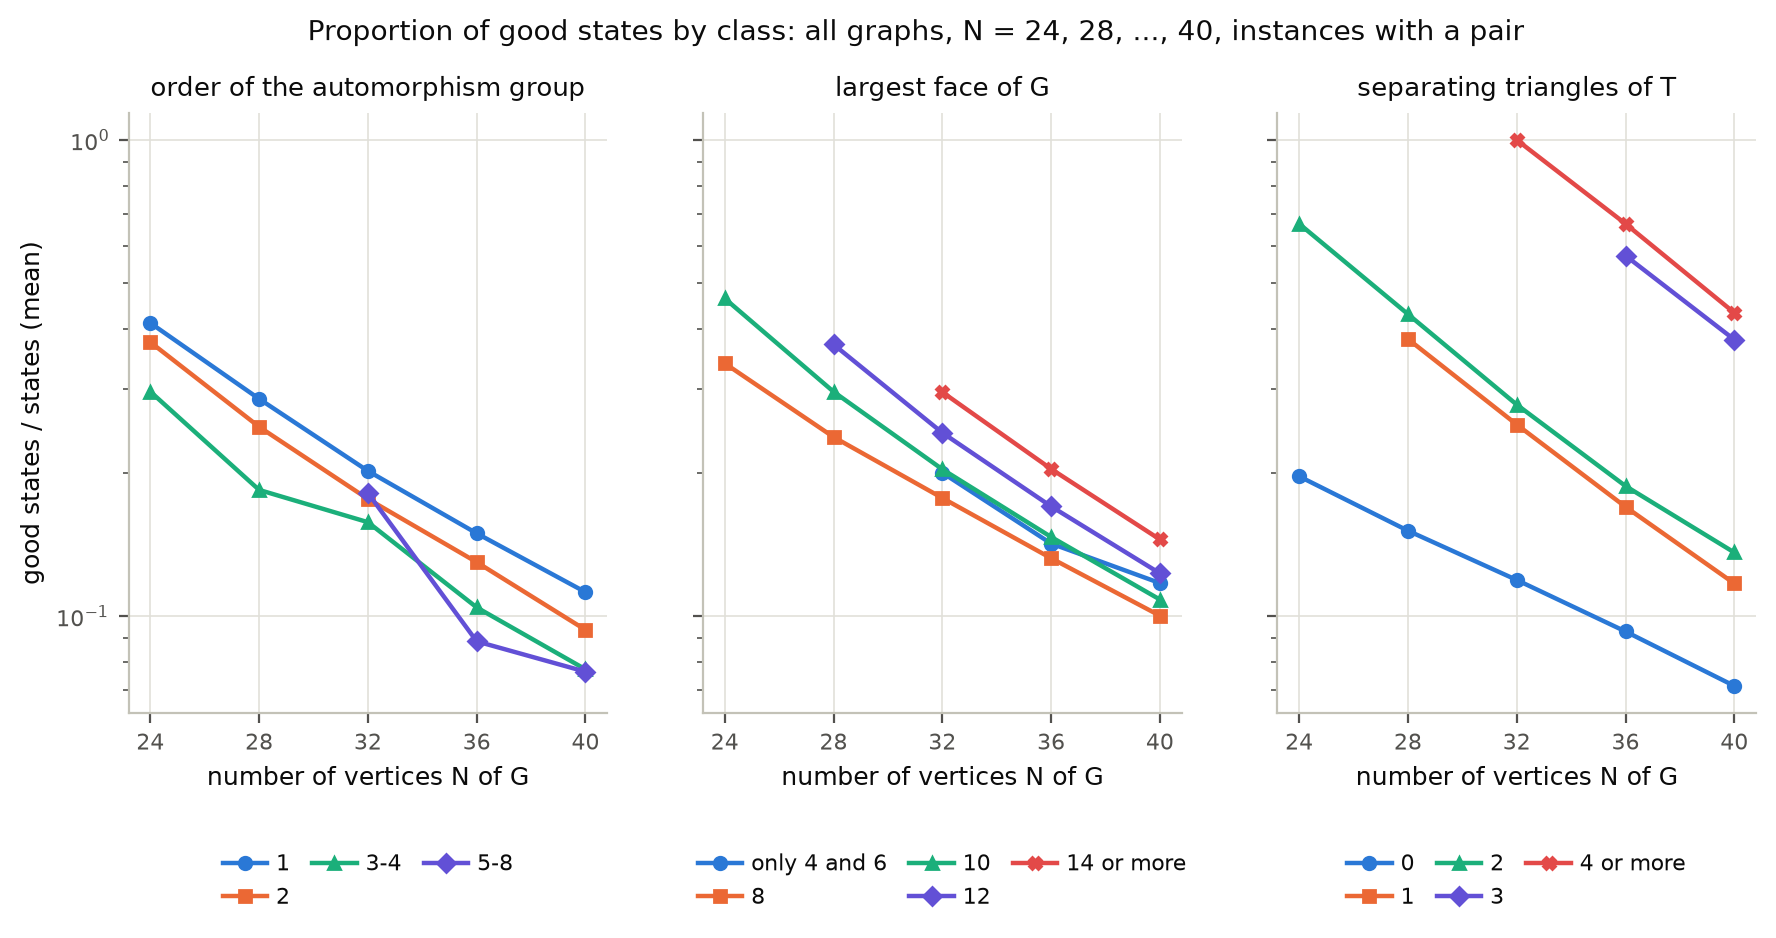 Proportion of good states by class: all graphs, N = 24, 28, ..., 40, instances with a pair
order of the automorphism group
largest face of G
separating triangles of T
good states / states (mean)
10⁰
10⁻¹
24 28 32 36 40
24 28 32 36 40
24 28 32 36 40
number of vertices N of G
number of vertices N of G
number of vertices N of G
1 3-4 5-8
2
only 4 and 6 10 14 or more
8 12
0 2 4 or more
1 3